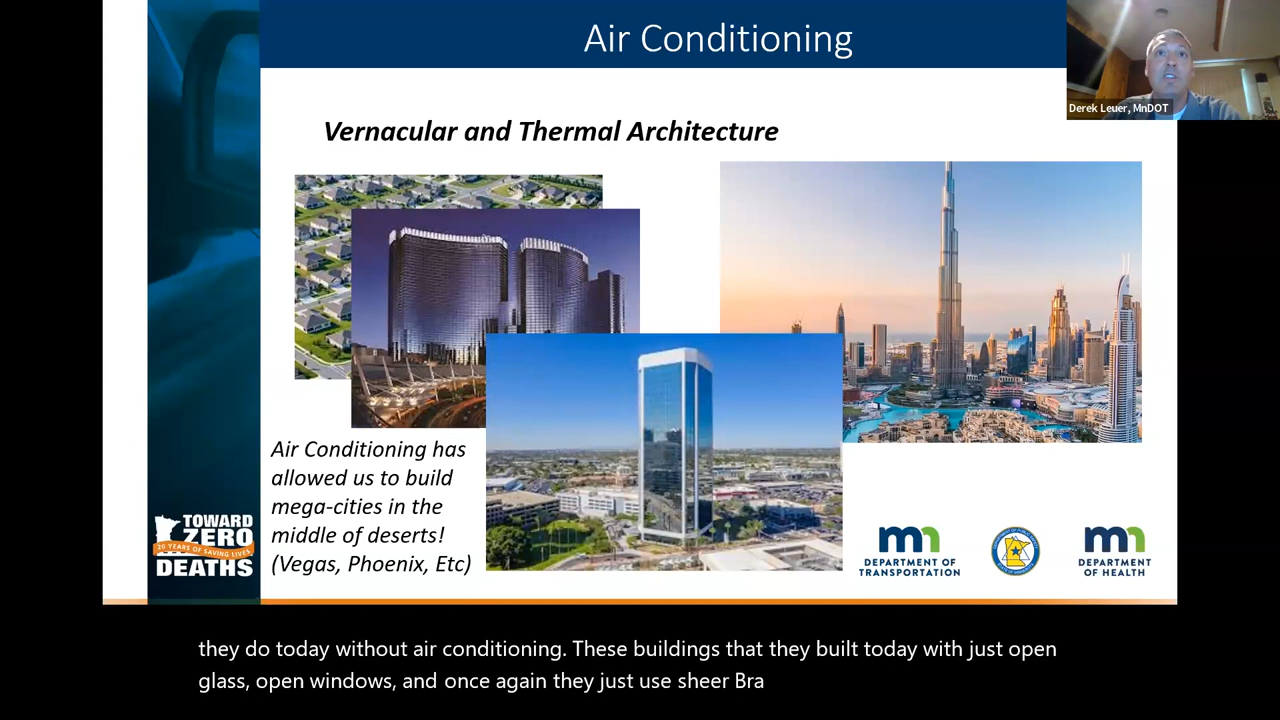 Air Conditioning
Derek Leuer, MnDOT
Vernacular and Thermal Architecture
Air Conditioning has
allowed us to build
mega-cities in the
middle of deserts!
(Vegas, Phoenix, Etc)
TOWARD
ZERO
20 YEARS OF SAVING LIVES
DEATHS
DEPARTMENT OF
TRANSPORTATION
DEPARTMENT
OF HEALTH
they do today without air conditioning. These buildings that they built today with just open
glass, open windows, and once again they just use sheer Bra